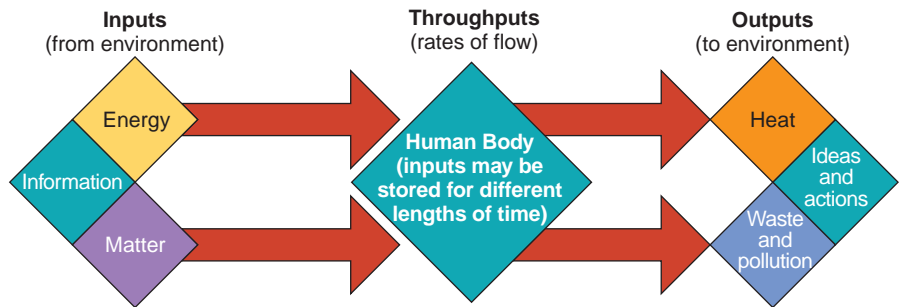 Inputs
(from environment)
Throughputs
(rates of flow)
Outputs
(to environment)
Energy
Information
Matter
Human Body
(inputs may be
stored for different
lengths of time)
Heat
Ideas
and
actions
Waste
and
pollution